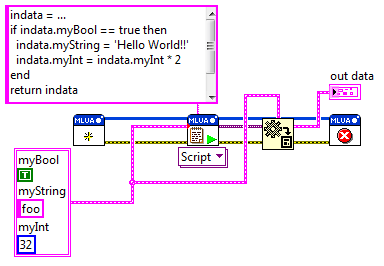 indata = ...
if indata.myBool == true then
indata.myString = 'Hello World!!'
indata.myInt = indata.myInt * 2
end
return indata
out data
MLUA
MLUA
MLUA
Script
myBool
T
myString
foo
myInt
32